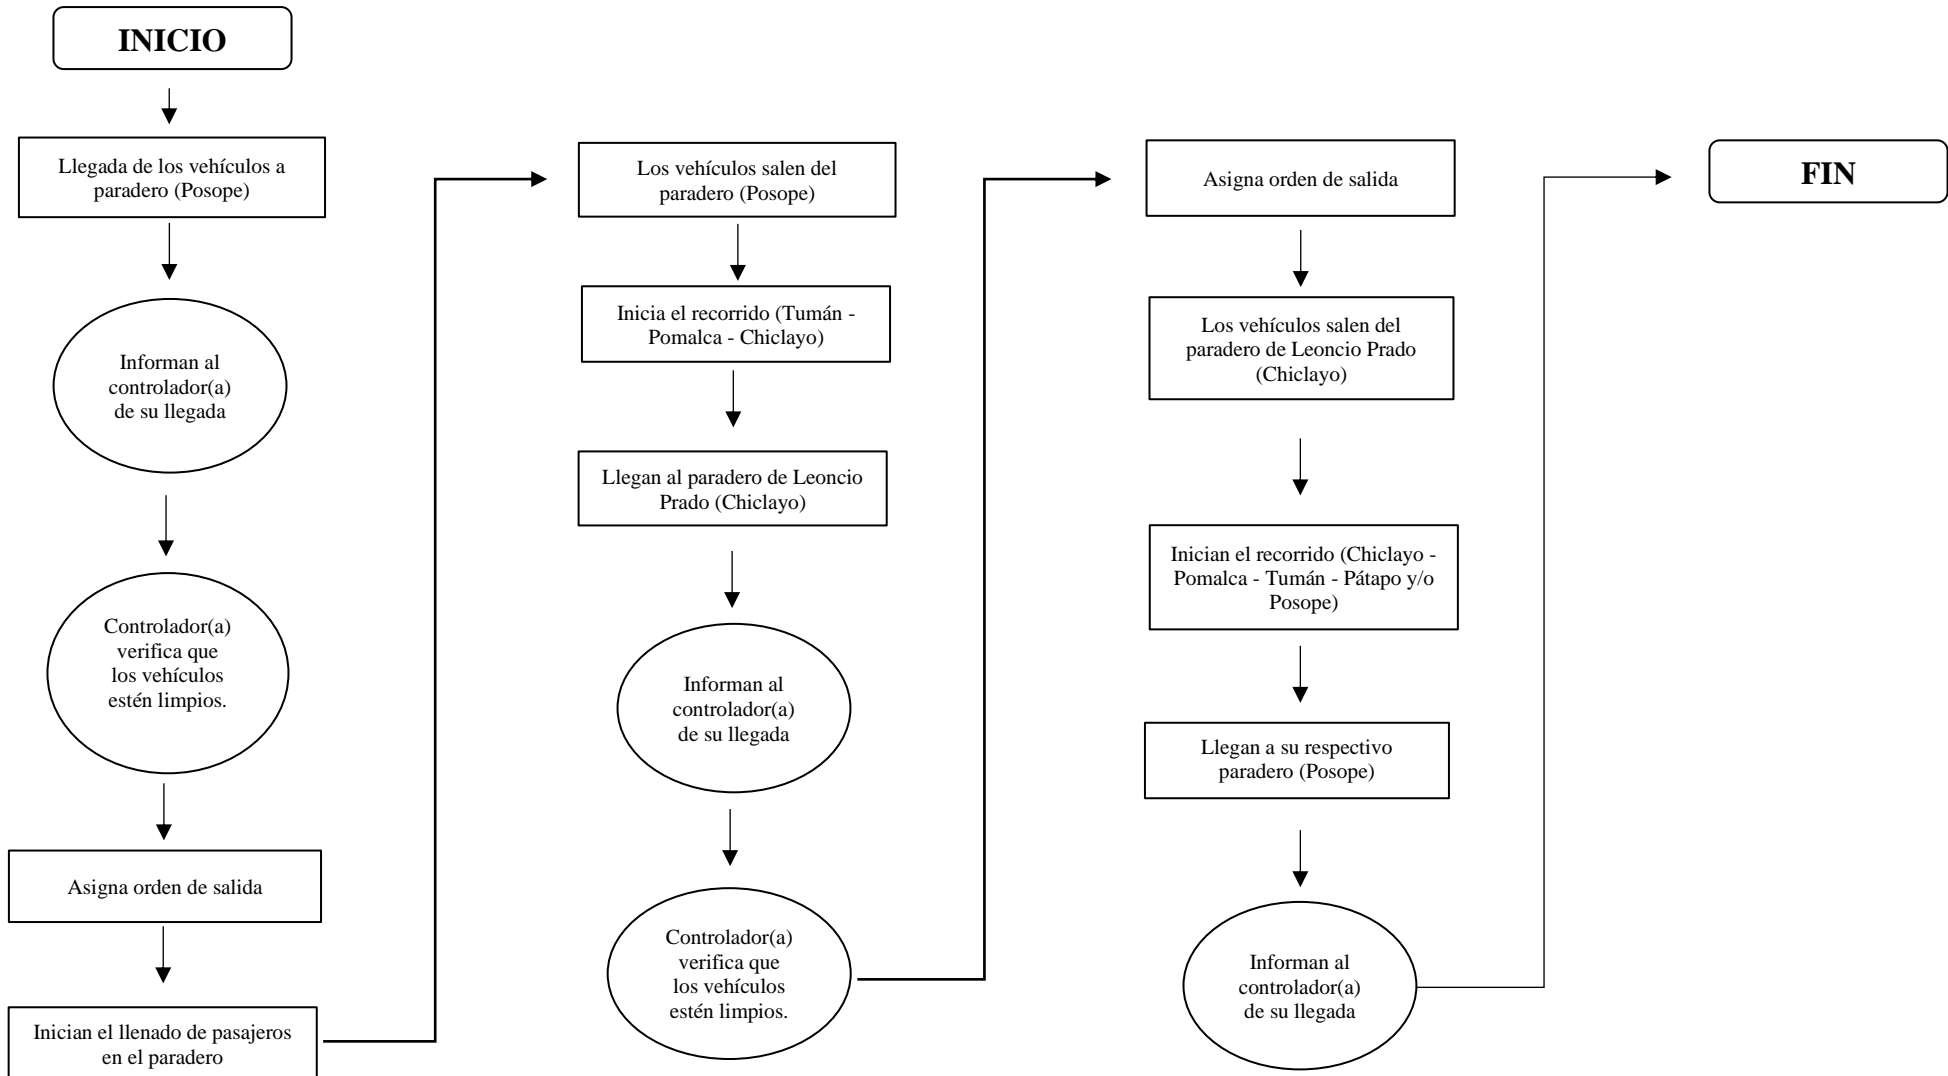 INICIO
Llegada de los vehículos a
paradero (Posope)
Informan al
controlador(a)
de su llegada
Controlador(a)
verifica que
los vehículos
estén limpios.
Asigna orden de salida
Inician el llenado de pasajeros
en el paradero
Los vehículos salen del
paradero (Posope)
Inicia el recorrido (Tumán -
Pomalca - Chiclayo)
Llegan al paradero de Leoncio
Prado (Chiclayo)
Informan al
controlador(a)
de su llegada
Controlador(a)
verifica que
los vehículos
estén limpios.
Asigna orden de salida
Los vehículos salen del
paradero de Leoncio Prado
(Chiclayo)
Inician el recorrido (Chiclayo -
Pomalca - Tumán - Pátapo y/o
Posope)
Llegan a su respectivo
paradero (Posope)
Informan al
controlador(a)
de su llegada
FIN